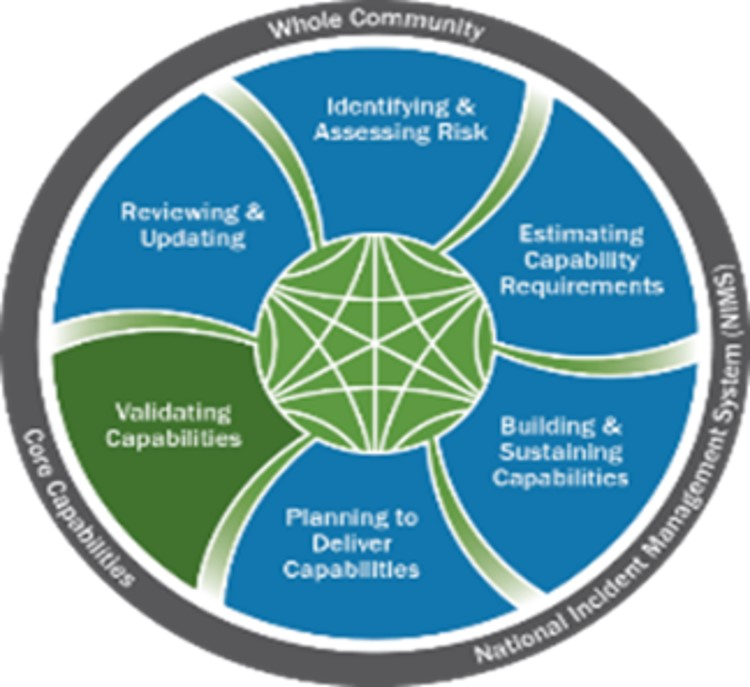 Whole Community
Identifying &
Assessing Risk
Estimating
Capability
Requirements
Building &
Sustaining
Capabilities
Planning to
Deliver
Capabilities
Validating
Capabilities
Reviewing &
Updating
National Incident Management System (NIMS)
Core Capabilities